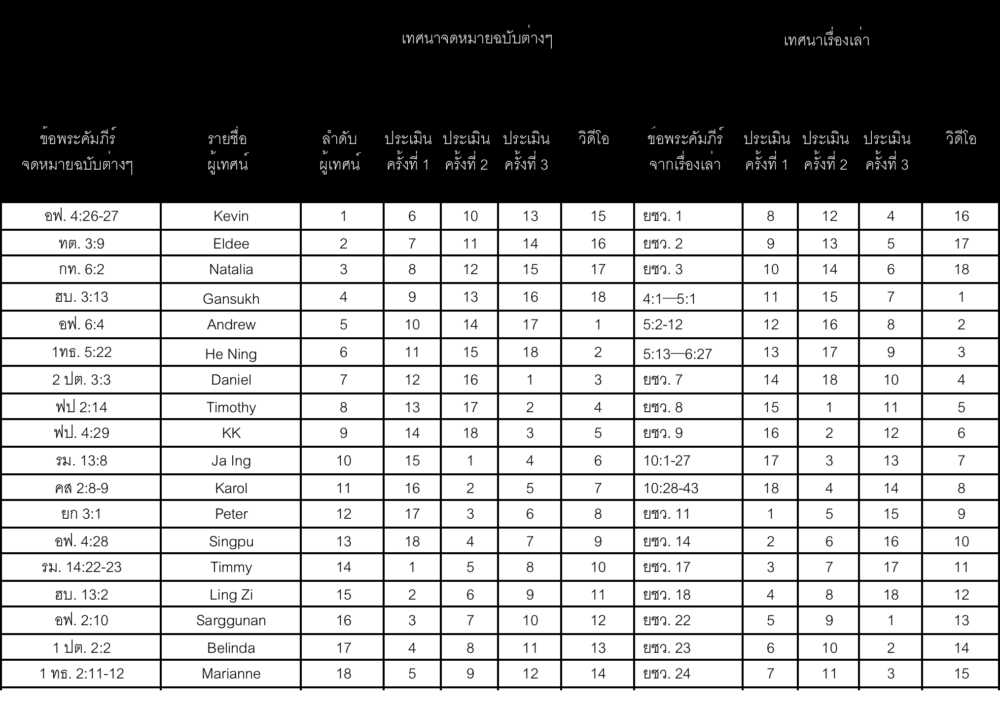 เทศนาจดหมายฉบับต่างๆ เทศนาเรื่องเล่า
ข้อพระคัมภีร์ รายชื่อ ลำดับ ประเมิน ประเมิน ประเมิน วิดีโอ ข้อพระคัมภีร์ ประเมิน ประเมิน ประเมิน วิดีโอ
จดหมายฉบับต่างๆ ผู้เทศน์ ผู้เทศน์ ครั้งที่ 1 ครั้งที่ 2 ครั้งที่ 3 จากเรื่องเล่า ครั้งที่ 1 ครั้งที่ 2 ครั้งที่ 3
อฟ. 4:26-27 Kevin 1 6 10 13 15 ยชว. 1 8 12 4 16
ทต. 3:9 Eldee 2 7 11 14 16 ยชว. 2 9 13 5 17
กท. 6:2 Natalia 3 8 12 15 17 ยชว. 3 10 14 6 18
ฮบ. 3:13 Gansukh 4 9 13 16 18 4:1—5:1 11 15 7 1
อฟ. 6:4 Andrew 5 10 14 17 1 5:2-12 12 16 8 2
1ทธ. 5:22 He Ning 6 11 15 18 2 5:13—6:27 13 17 9 3
2 ปต. 3:3 Daniel 7 12 16 1 3 ยชว. 7 14 18 10 4
ฟป 2:14 Timothy 8 13 17 2 4 ยชว. 8 15 1 11 5
ฟป. 4:29 KK 9 14 18 3 5 ยชว. 9 16 2 12 6
รม. 13:8 Ja Ing 10 15 1 4 6 10:1-27 17 3 13 7
คส 2:8-9 Karol 11 16 2 5 7 10:28-43 18 4 14 8
ยก 3:1 Peter 12 17 3 6 8 ยชว. 11 1 5 15 9
อฟ. 4:28 Singpu 13 18 4 7 9 ยชว. 14 2 6 16 10
รม. 14:22-23 Timmy 14 1 5 8 10 ยชว. 17 3 7 17 11
ฮบ. 13:2 Ling Zi 15 2 6 9 11 ยชว. 18 4 8 18 12
อฟ. 2:10 Sarggunan 16 3 7 10 12 ยชว. 22 5 9 1 13
1 ปต. 2:2 Belinda 17 4 8 11 13 ยชว. 23 6 10 2 14
1 ทธ. 2:11-12 Marianne 18 5 9 12 14 ยชว. 24 7 11 3 15